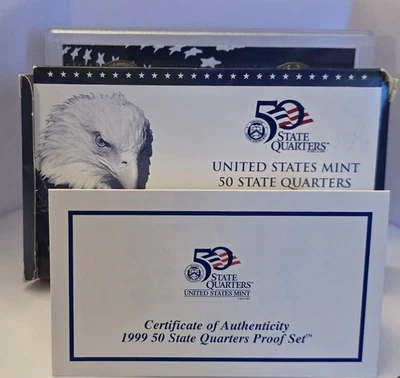 50
STATE
QUARTERS
UNITED STATES MINT
50 STATE QUARTERS
50
STATE
QUARTERS
UNITED STATES MINT
Certificate of Authenticity
1999 50 State Quarters Proof Set™